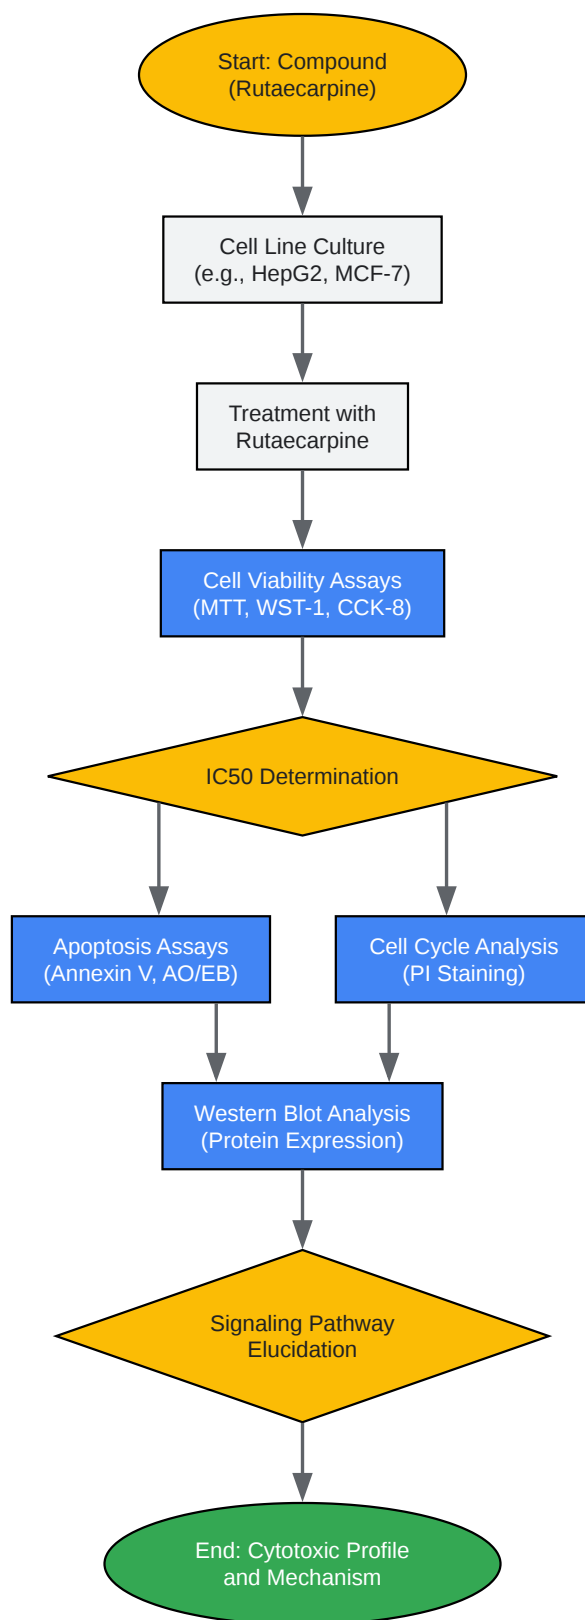 Start: Compound
(Rutaecarpine)
Cell Line Culture
(e.g., HepG2, MCF-7)
Treatment with
Rutaecarpine
Cell Viability Assays
(MTT, WST-1, CCK-8)
IC50 Determination
Apoptosis Assays
(Annexin V, AO/EB)
Cell Cycle Analysis
(PI Staining)
Western Blot Analysis
(Protein Expression)
Signaling Pathway
Elucidation
End: Cytotoxic Profile
and Mechanism